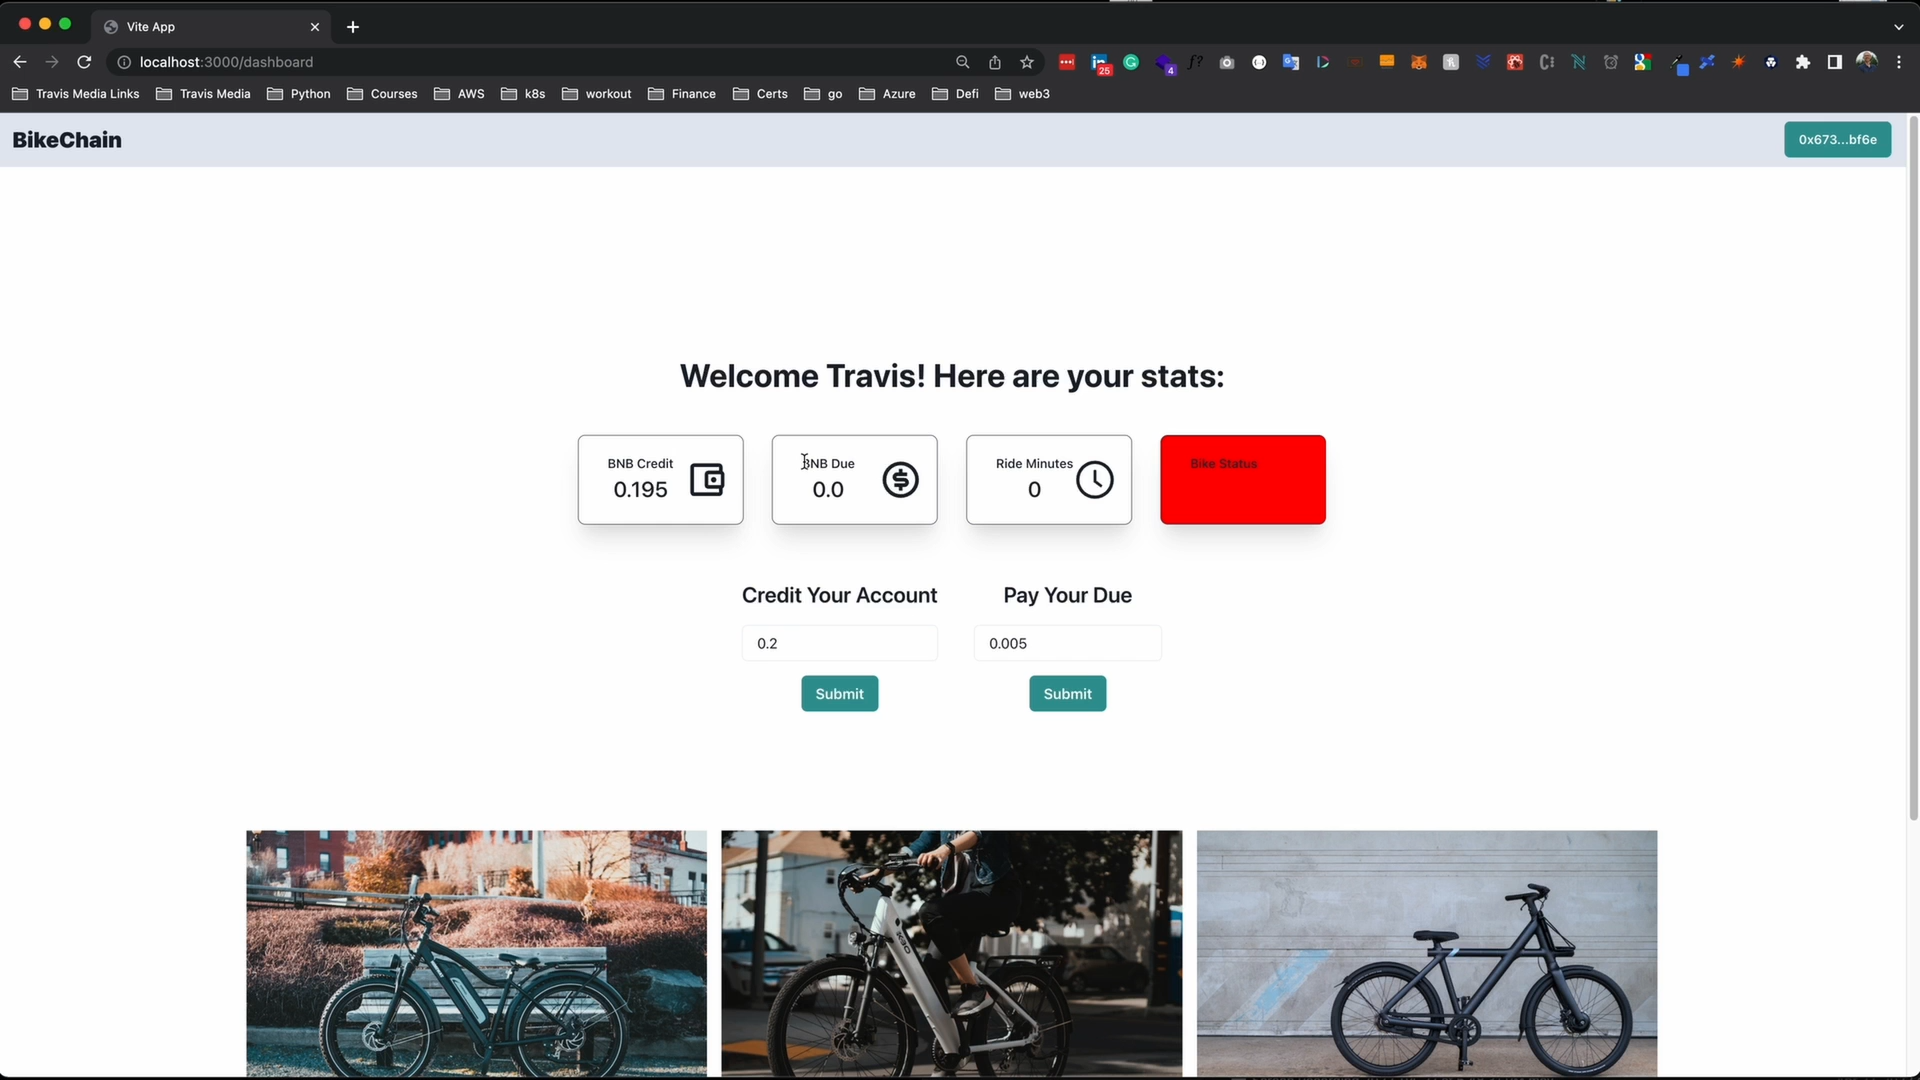 Vite App
localhost:3000/dashboard
25
4
Travis Media Links
Travis Media
Python
Courses
AWS
k8s
workout
Finance
Certs
go
Azure
Defi
web3
BikeChain
0x673...bf6e
Welcome Travis! Here are your stats:
BNB Credit
0.195
BNB Due
0.0
Ride Minutes
0
Bike Status
Credit Your Account
Pay Your Due
0.2
0.005
Submit
Submit